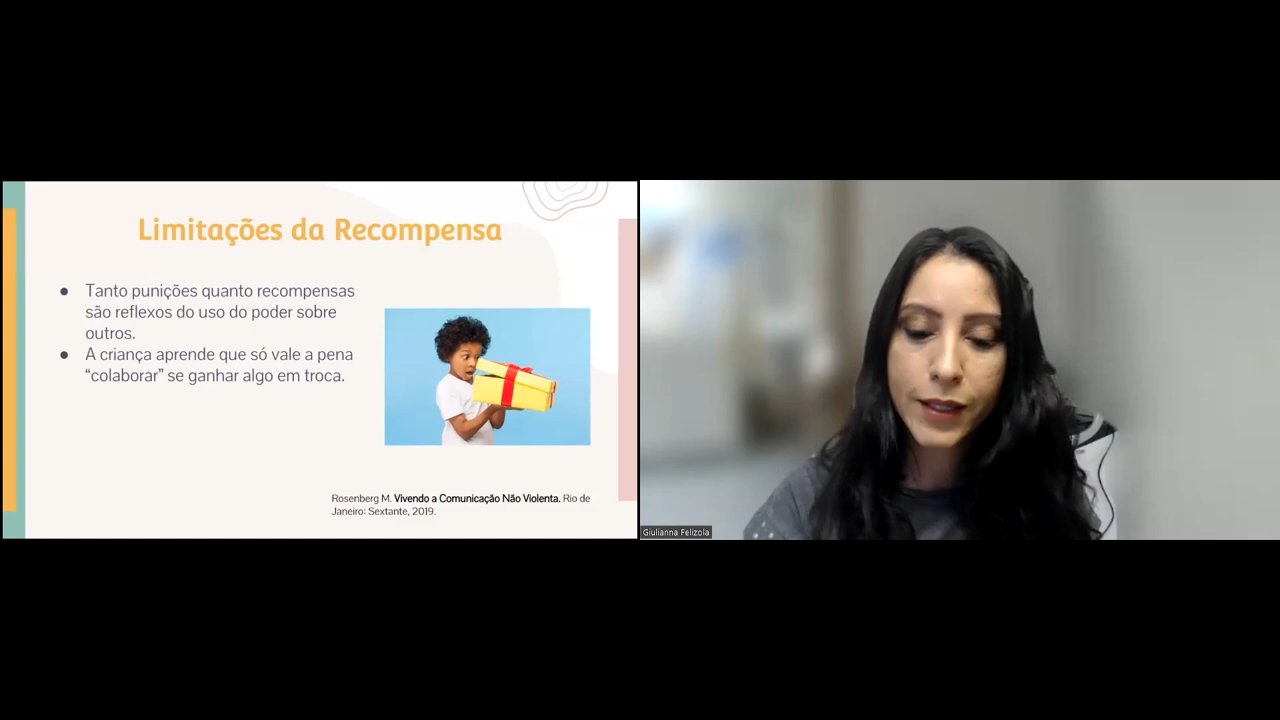 Limitações da Recompensa
● Tanto punições quanto recompensas
são reflexos do uso do poder sobre
outros.
● A criança aprende que só vale a pena
“colaborar” se ganhar algo em troca.
Rosenberg M. Vivendo a Comunicação Não Violenta. Rio de
Janeiro: Sextante, 2019.
Giulianna Felizola